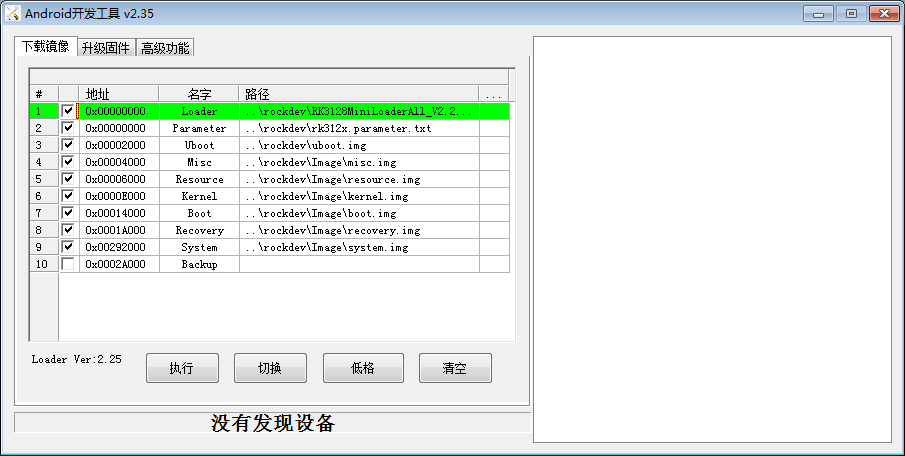 Android开发工具 v2.35
下载镜像 升级固件 高级功能
# 地址 名字 路径 ...
1 0x00000000 Loader ..\rockdev\RK3128MiniLoaderAll_V2.2...
2 0x00000000 Parameter ..\rockdev\rk312x.parameter.txt
3 0x00002000 Uboot ..\rockdev\uboot.img
4 0x00004000 Misc ..\rockdev\Image\misc.img
5 0x00006000 Resource ..\rockdev\Image\resource.img
6 0x0000E000 Kernel ..\rockdev\Image\kernel.img
7 0x00014000 Boot ..\rockdev\Image\boot.img
8 0x0001A000 Recovery ..\rockdev\Image\recovery.img
9 0x00292000 System ..\rockdev\Image\system.img
10 0x0002A000 Backup
Loader Ver:2.25 执行 切换 低格 清空
没有发现设备